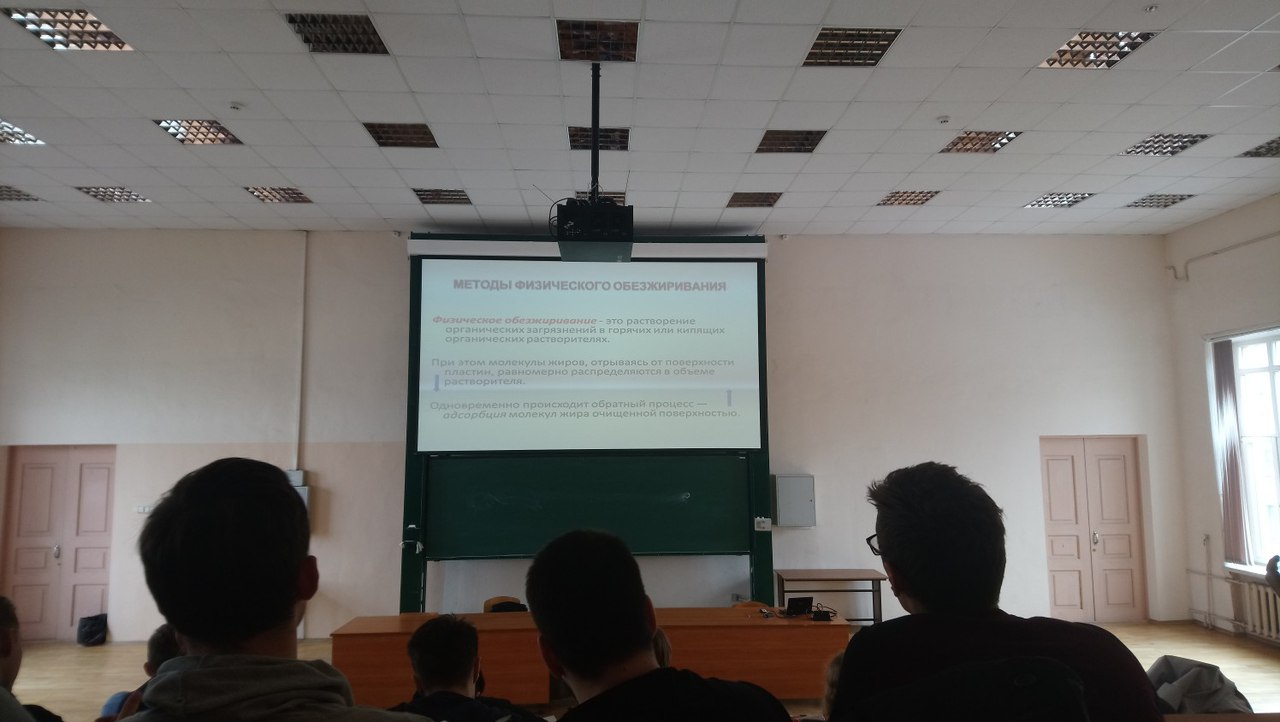 МЕТОДЫ ФИЗИЧЕСКОГО ОБЕЗЖИРИВАНИЯ
Физическое обезжиривание - это растворение
органических загрязнений в горячих или кипящих
органических растворителях.
При этом молекулы жиров, отрываясь от поверхности
пластин, равномерно распределяются в объеме
растворителя.
Одновременно происходит обратный процесс —
адсорбция молекул жира очищенной поверхностью.